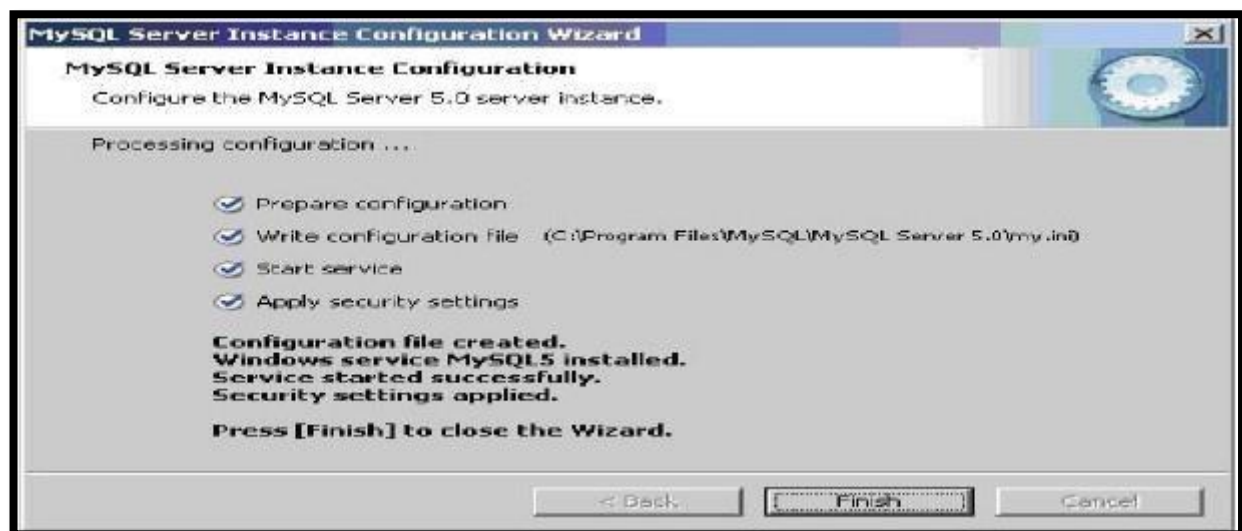 MySQL Server Instance Configuration Wizard
MySQL Server Instance Configuration
Configure the MySQL Server 5.0 server instance.
Processing configuration ...
Prepare configuration
Write configuration file (C:\Program Files\MySQL\MySQL Server 5.0\my.ini)
Start service
Apply security settings
Configuration file created.
Windows service MySQL5 installed.
Service started successfully.
Security settings applied.
Press [Finish] to close the Wizard.
< Back Finish Cancel